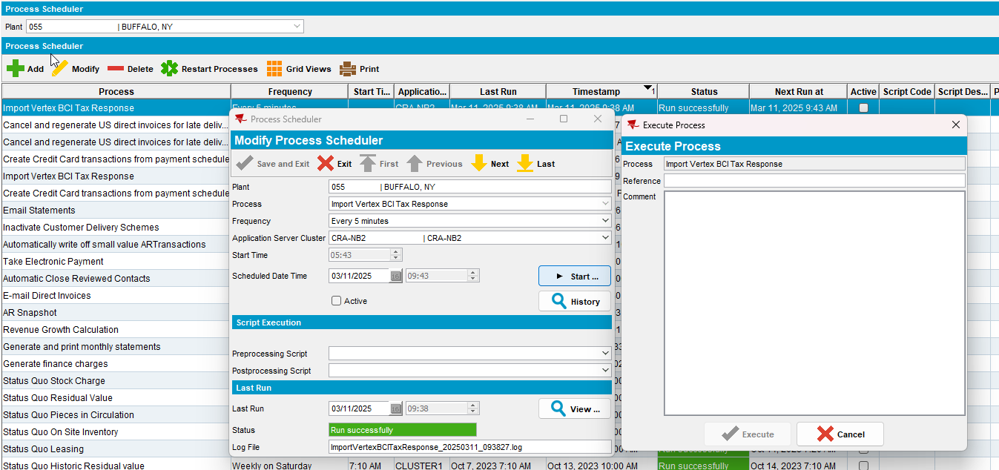 Process Scheduler
Plant 055 | BUFFALO, NY
Process Scheduler
Add Modify Delete Restart Processes Grid Views Print
Process Frequency Start Ti... Applicatio... Last Run Timestamp 1 Status Next Run at Active Script Code Script Des...
Import Vertex BCI Tax Response Every 5 minutes CRA-NB2 Mar 11, 2025 9:38 AM Mar 11, 2025 9:38 AM Run successfully Mar 11, 2025 9:43 AM
Cancel and regenerate US direct invoices for late deliv...
Cancel and regenerate US direct invoices for late deliv...
Create Credit Card transactions from payment schedule
Import Vertex BCI Tax Response
Create Credit Card transactions from payment schedule
Email Statements
Inactivate Customer Delivery Schemes
Automatically write off small value ARTransactions
Take Electronic Payment
Automatic Close Reviewed Contacts
E-mail Direct Invoices
AR Snapshot
Revenue Growth Calculation
Generate and print monthly statements
Generate finance charges
Status Quo Stock Charge
Status Quo Residual Value
Status Quo Pieces in Circulation
Status Quo On Site Inventory
Status Quo Leasing
Status Quo Historic Residual value Weekly on Saturday 7:10 AM CLUSTER1 Oct 7, 2023 7:10 AM Oct 13, 2023 10:00 AM Run successfully Oct 14, 2023 7:10 AM
Process Scheduler
Modify Process Scheduler
Save and Exit Exit First Previous Next Last
Plant 055 | BUFFALO, NY
Process Import Vertex BCI Tax Response
Frequency Every 5 minutes
Application Server Cluster CRA-NB2 | CRA-NB2
Start Time 05:43
Scheduled Date Time 03/11/2025 16 09:43 Start ...
Active History
Script Execution
Preprocessing Script
Postprocessing Script
Last Run
Last Run 03/11/2025 16 09:38 View ...
Status Run successfully
Log File ImportVertexBCITaxResponse_20250311_093827.log
Execute Process
Execute Process
Process Import Vertex BCI Tax Response
Reference
Comment
Execute Cancel